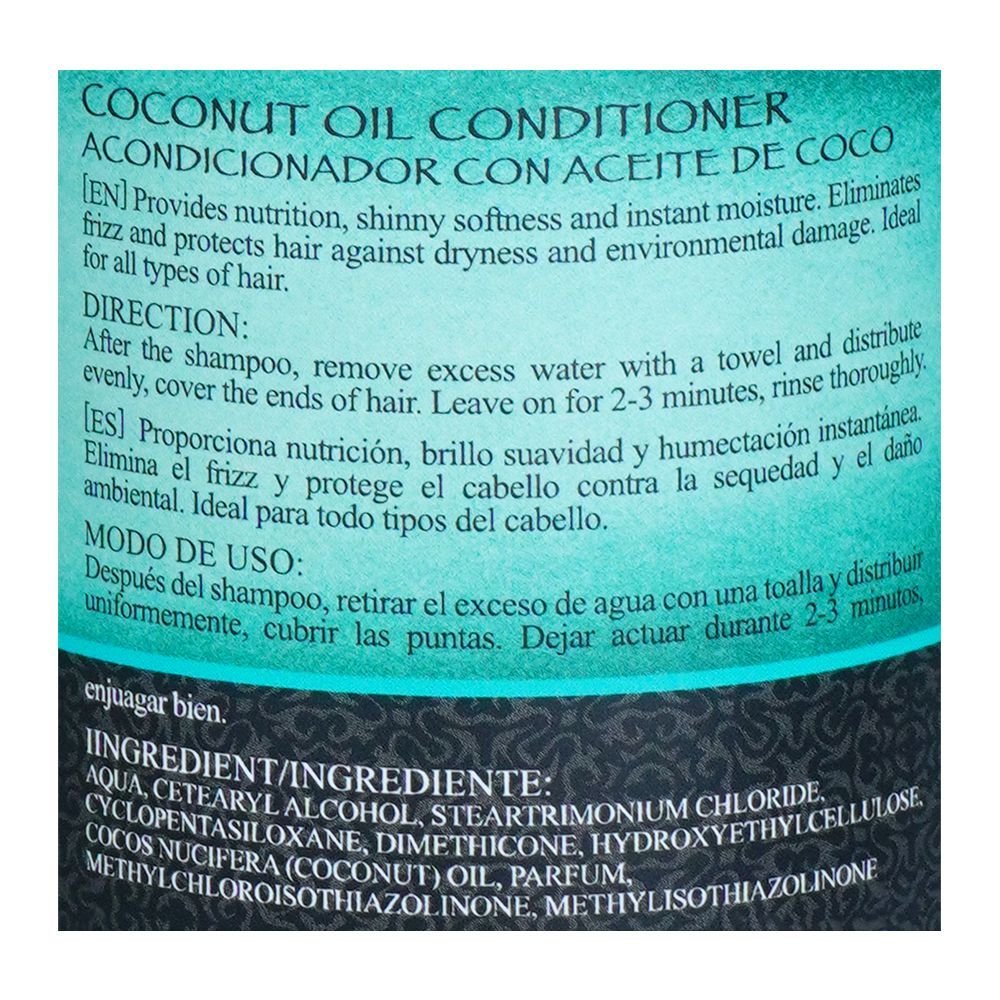 COCONUT OIL CONDITIONER
ACONDICIONADOR CON ACEITE DE COCO
[EN] Provides nutrition, shinny softness and instant moisture. Eliminates
frizz and protects hair against dryness and environmental damage. Ideal
for all types of hair.
DIRECTION:
After the shampoo, remove excess water with a towel and distribute
evenly, cover the ends of hair. Leave on for 2-3 minutes, rinse thoroughly.
[ES] Proporciona nutrición, brillo suavidad y humectación instantánea.
Elimina el frizz y protege el cabello contra la sequedad y el daño
ambiental. Ideal para todo tipos del cabello.
MODO DE USO:
Después del shampoo, retirar el exceso de agua con una toalla y distribuir
uniformemente, cubrir las puntas. Dejar actuar durante 2-3 minutos,
enjuagar bien.
IINGREDIENT/INGREDIENTE:
AQUA, CETEARYL ALCOHOL, STEARTRIMONIUM CHLORIDE,
CYCLOPENTASILOXANE, DIMETHICONE, HYDROXYETHYLCELLULOSE,
COCOS NUCIFERA (COCONUT) OIL, PARFUM,
METHYLCHLOROISOTHIAZOLINONE, METHYLISOTHIAZOLINONE